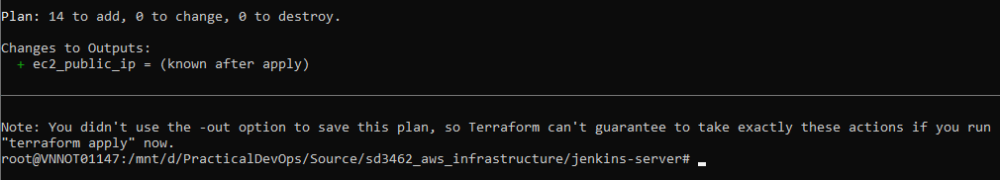 Plan: 14 to add, 0 to change, 0 to destroy.
Changes to Outputs:
+ ec2_public_ip = (known after apply)
Note: You didn't use the -out option to save this plan, so Terraform can't guarantee to take exactly these actions if you run
"terraform apply" now.
root@VNNOT01147:/mnt/d/PracticalDevOps/Source/sd3462_aws_infrastructure/jenkins-server#